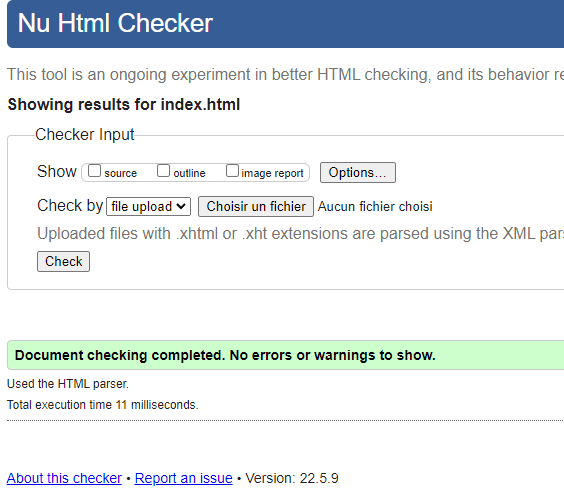 Nu Html Checker
This tool is an ongoing experiment in better HTML checking, and its behavior
Showing results for index.html
Checker Input
Show source outline image report Options...
Check by file upload Choisir un fichier Aucun fichier choisi
Uploaded files with .xhtml or .xht extensions are parsed using the XML
Check
Document checking completed. No errors or warnings to show.
Used the HTML parser.
Total execution time 11 milliseconds.
About this checker • Report an issue • Version: 22.5.9